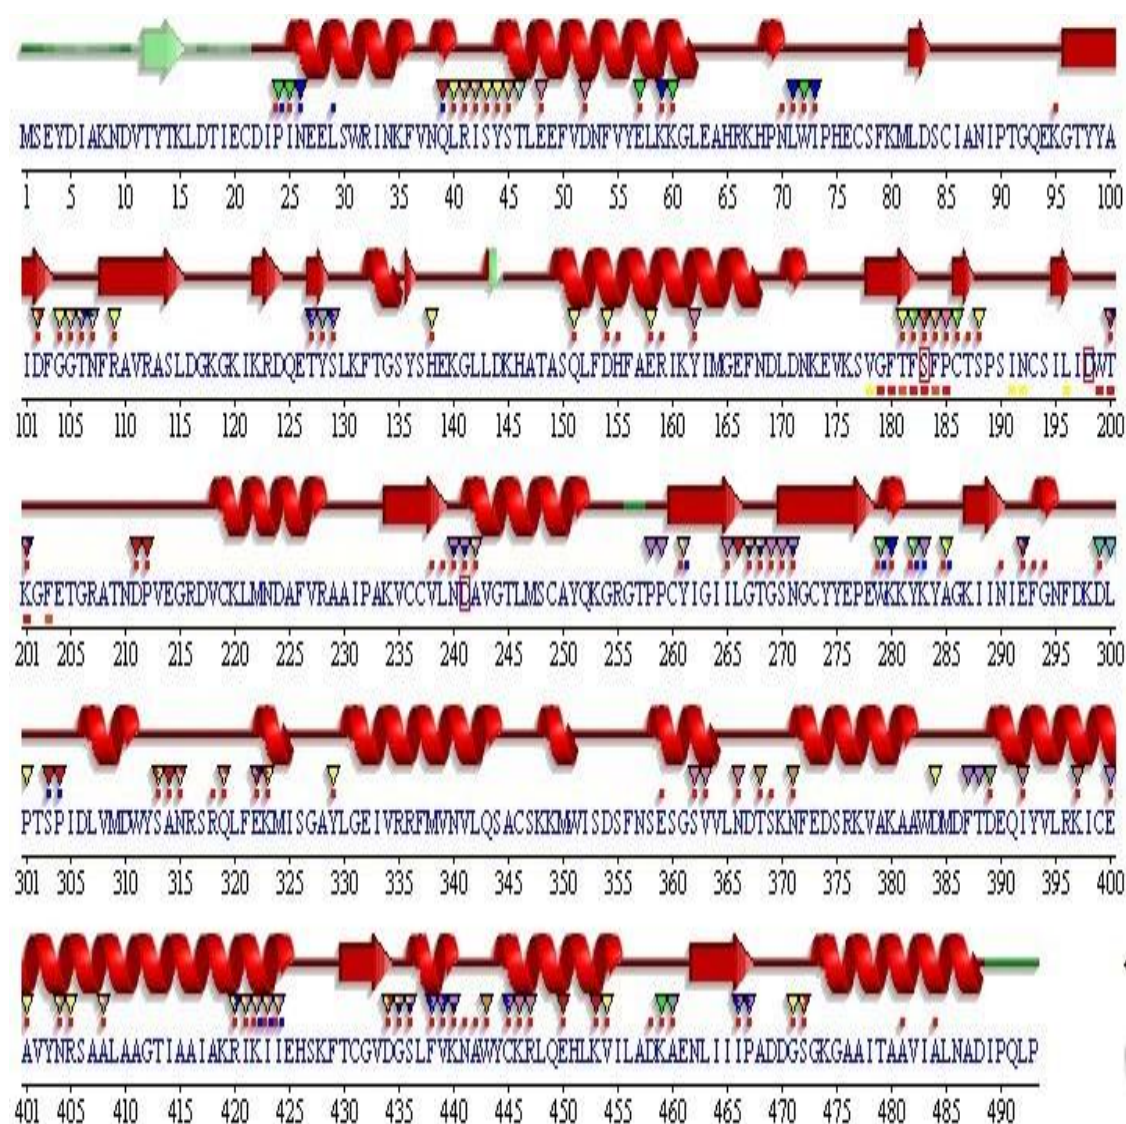 MSEYDIAKNDVTYTKLDTIECDIPINEELSWRINKFVNQLRISYSTLEEFVDNFVYELKKGLEAHRKHPNLWIPHECSFKMLDSCIANIPTGQEKGTYYA
1 5 10 15 20 25 30 35 40 45 50 55 60 65 70 75 80 85 90 95 100
IDFGGTNFRAVRASLDGKGKIKRDQETYSLKFTGSYSHEKGLLDKHATASQLFDHFAERIKYIMGEFNDLDNKEVKSVGFTFSFPCTSPSINCSILIDWT
101 105 110 115 120 125 130 135 140 145 150 155 160 165 170 175 180 185 190 195 200
KGFETGRATNDPVEGRDVCKLMNDAFVRAAIPAKVCCVLNDAVGTLMSCAYQKGRGTPPCYIGIILGTGSNGCYYEPEWKKYKYAGKIINIEFGNFDKDL
201 205 210 215 220 225 230 235 240 245 250 255 260 265 270 275 280 285 290 295 300
PTSPIDLVMDWYSANRSRQLFEKMISGAYLGEIVRRFMVNVLQSACSKKMWISDSFNSESGSVVLNDTSKNFEDSRKVAKAAWDMDFTDEQIYVLRKICE
301 305 310 315 320 325 330 335 340 345 350 355 360 365 370 375 380 385 390 395 400
AVYNRSAALAAGTIAAIAKRIKIIEHSKFTCGVDGSLFVKNAWYCKRLQEHLKVILADKAENLIIIPADDGSGKGAAITAAVIALNADIPQLP
401 405 410 415 420 425 430 435 440 445 450 455 460 465 470 475 480 485 490